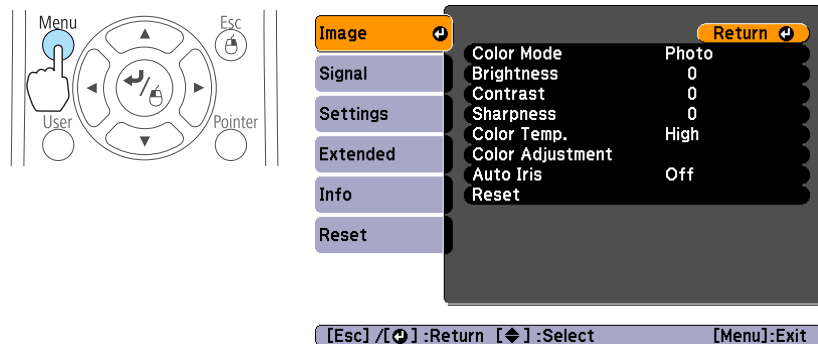 Menu
Esc
User
Pointer
Image
Signal
Settings
Extended
Info
Reset
Return
Color Mode Photo
Brightness 0
Contrast 0
Sharpness 0
Color Temp. High
Color Adjustment
Auto Iris Off
Reset
[Esc] /[⏎] :Return [◆] :Select [Menu]:Exit